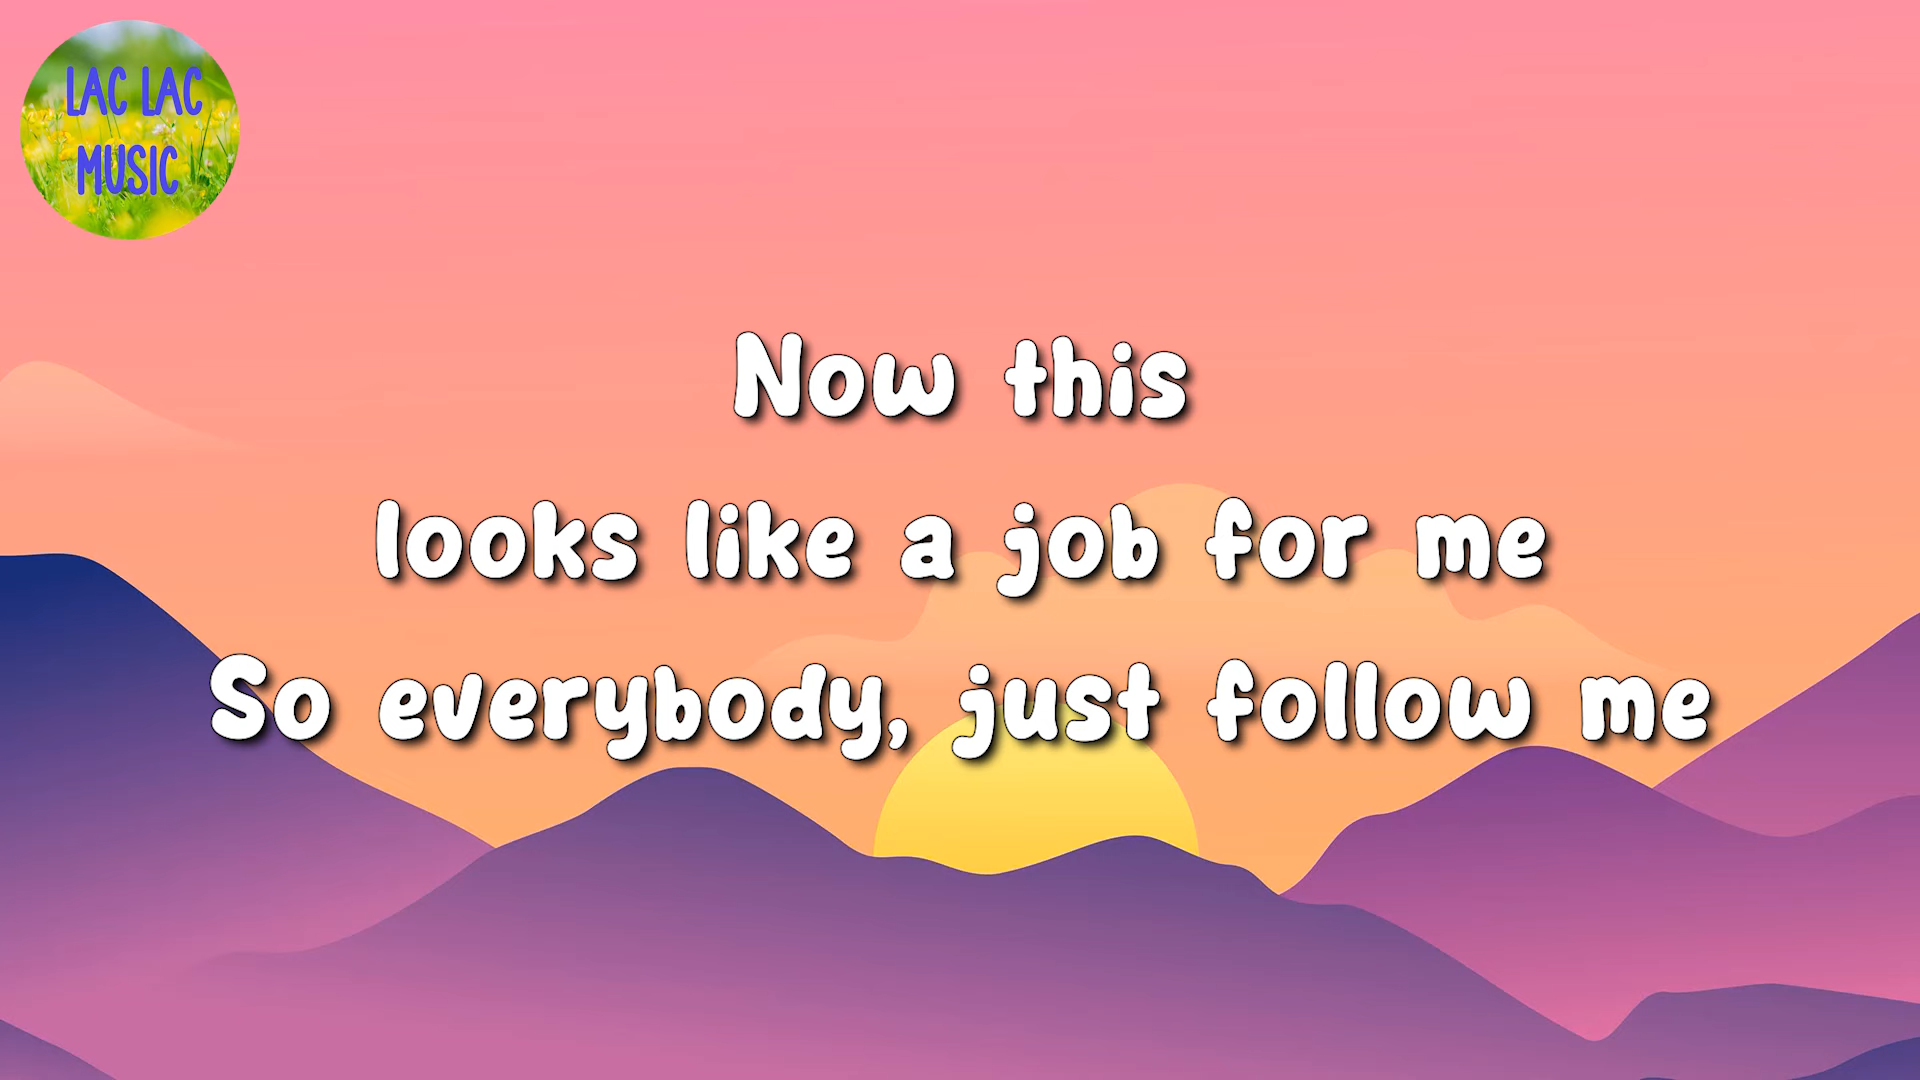 LAC LAC
MUSIC
Now this
looks like a job for me
So everybody, just follow me